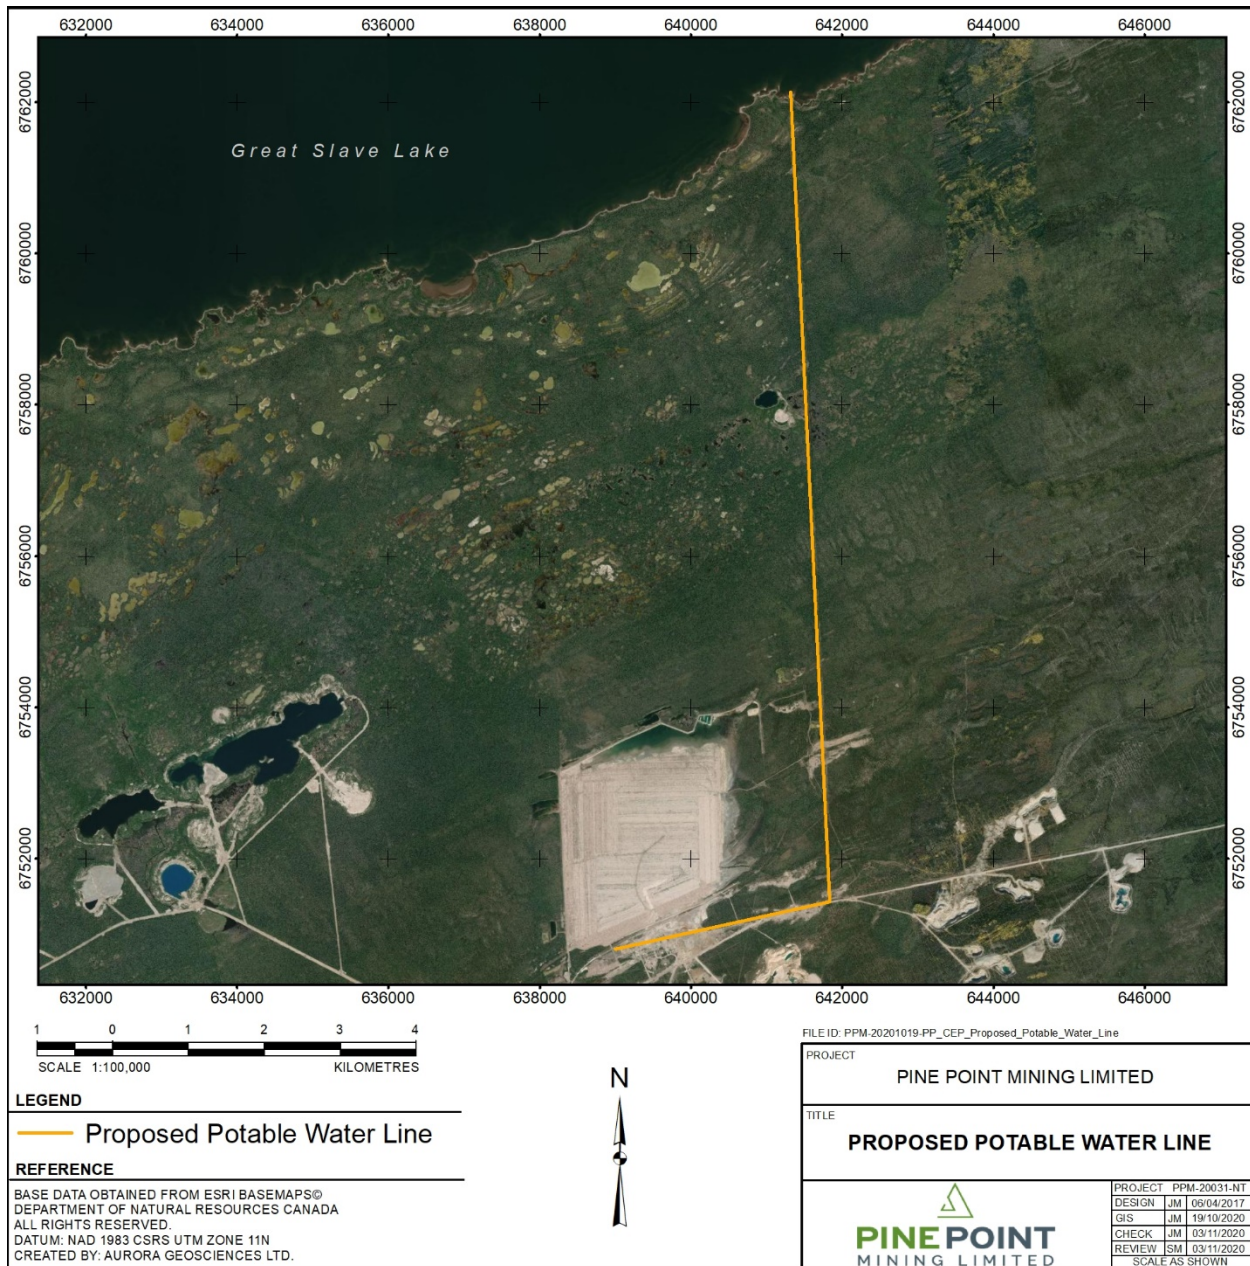 632000 634000 636000 638000 640000 642000 644000 646000
6762000 6762000
Great Slave Lake
6760000 6760000
6758000 6758000
6756000 6756000
6754000 6754000
6752000 6752000
632000 634000 636000 638000 640000 642000 644000 646000
1 0 1 2 3 4
SCALE 1:100,000 KILOMETRES
LEGEND
Proposed Potable Water Line
REFERENCE
BASE DATA OBTAINED FROM ESRI BASEMAPS©
DEPARTMENT OF NATURAL RESOURCES CANADA
ALL RIGHTS RESERVED.
DATUM: NAD 1983 CSRS UTM ZONE 11N
CREATED BY: AURORA GEOSCIENCES LTD.
N
FILE ID: PPM-20201019-PP_CEP_Proposed_Potable_Water_Line
PROJECT
PINE POINT MINING LIMITED
TITLE
PROPOSED POTABLE WATER LINE
PINE POINT
MINING LIMITED
PROJECT PPM-20031-NT
DESIGN JM 06/04/2017
GIS JM 19/10/2020
CHECK JM 03/11/2020
REVIEW SM 03/11/2020
SCALE AS SHOWN